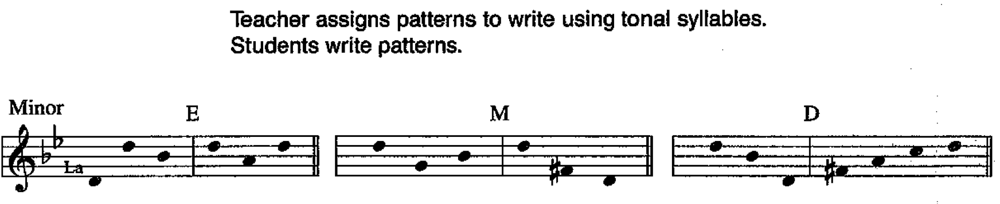 Teacher assigns patterns to write using tonal syllables.
Students write patterns.
Minor E M D
La